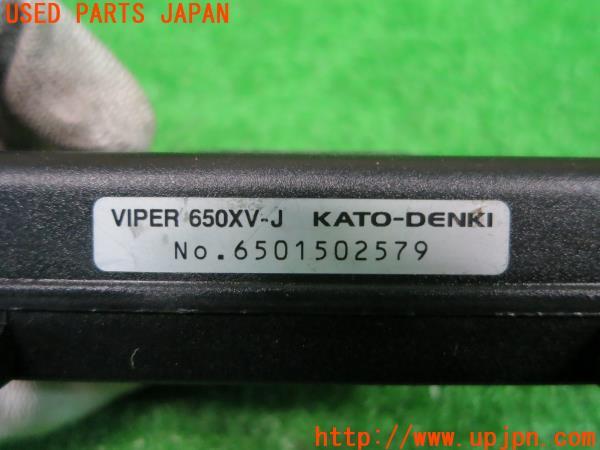 USED PARTS JAPAN
VIPER 650XV-J KATO-DENKI
No.6501502579
http://www.upjpn.com